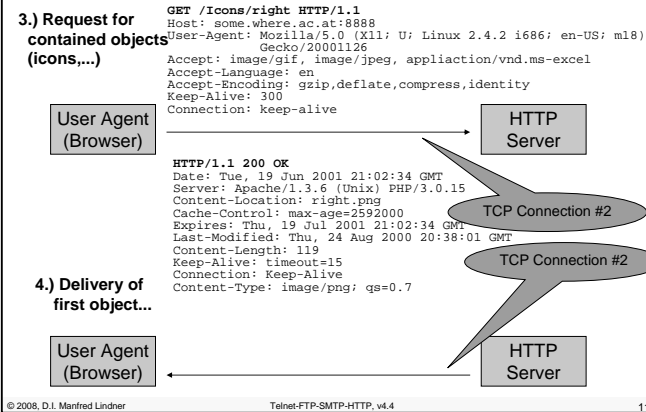 3.) Request for
contained objects
(icons,...)
GET /Icons/right HTTP/1.1
Host: some.where.ac.at:8888
User-Agent: Mozilla/5.0 (X11; U; Linux 2.4.2 i686; en-US; m18)
Gecko/20001126
Accept: image/gif, image/jpeg, appliaction/vnd.ms-excel
Accept-Language: en
Accept-Encoding: gzip,deflate,compress,identity
Keep-Alive: 300
Connection: keep-alive
User Agent
(Browser)
HTTP
Server
HTTP/1.1 200 OK
Date: Tue, 19 Jun 2001 21:02:34 GMT
Server: Apache/1.3.6 (Unix) PHP/3.0.15
Content-Location: right.png
Cache-Control: max-age=2592000
Expires: Thu, 19 Jul 2001 21:02:34 GMT
Last-Modified: Thu, 24 Aug 2000 20:38:01 GMT
Content-Length: 119
Keep-Alive: timeout=15
Connection: Keep-Alive
Content-Type: image/png; qs=0.7
TCP Connection #2
TCP Connection #2
4.) Delivery of
first object...
User Agent
(Browser)
HTTP
Server
© 2008, D.I. Manfred Lindner
Telnet-FTP-SMTP-HTTP, v4.4